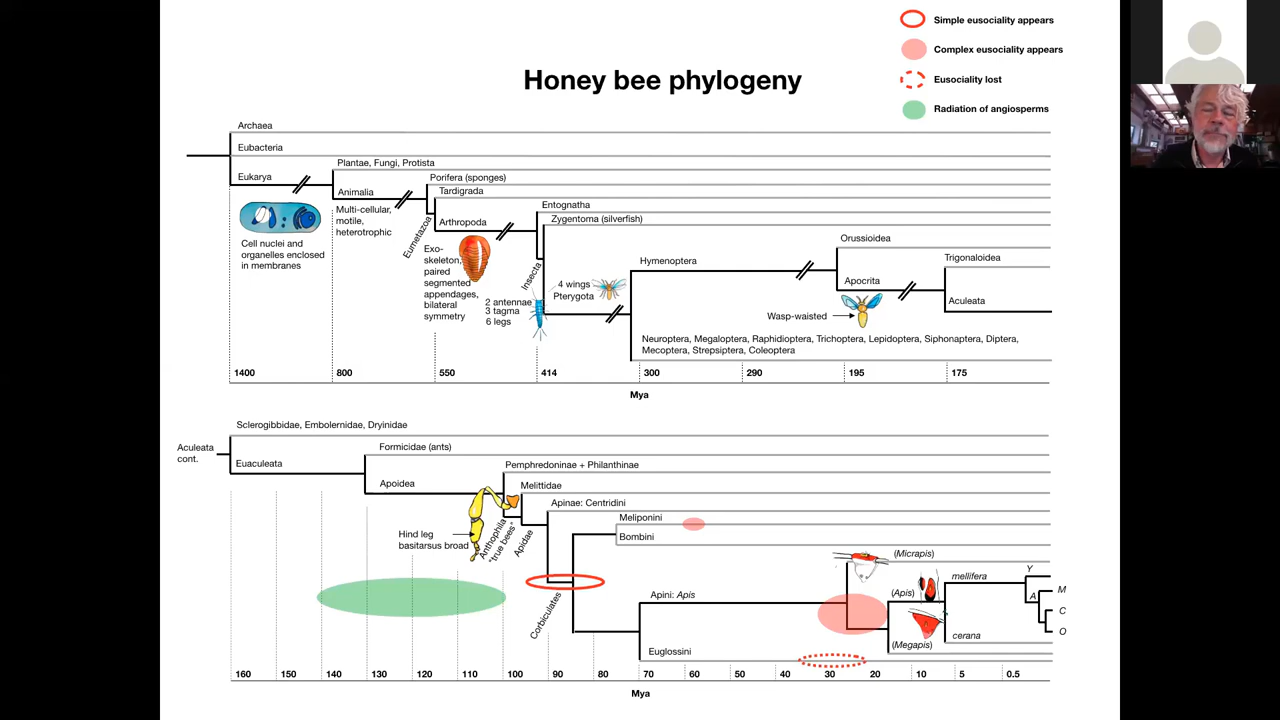 Simple eusociality appears
Complex eusociality appears
Eusociality lost
Radiation of angiosperms
Honey bee phylogeny
Archaea
Eubacteria
Eukarya
Cell nuclei and
organelles enclosed
in membranes
Plantae, Fungi, Protista
Animalia
Multi-cellular,
motile,
heterotrophic
Porifera (sponges)
Eumetazoa
Tardigrada
Arthropoda
Exo-
skeleton,
paired
segmented
appendages,
bilateral
symmetry
Entognatha
Zygentoma (silverfish)
Insecta
2 antennae
3 tagma
6 legs
4 wings
Pterygota
Hymenoptera
Neuroptera, Megaloptera, Raphidioptera, Trichoptera, Lepidoptera, Siphonaptera, Diptera,
Mecoptera, Strepsiptera, Coleoptera
Orussioidea
Apocrita
Wasp-waisted
Trigonaloidea
Aculeata
1400 800 550 414 300 290 195 175
Mya
Aculeata
cont.
Sclerogibbidae, Embolernidae, Dryinidae
Euaculeata
Formicidae (ants)
Apoidea
Pemphredoninae + Philanthinae
Hind leg
basitarsus broad
Anthophila
"true bees"
Melittidae
Apidae
Apinae: Centridini
Corbiculates
Meliponini
Bombini
Apini: Apis
Euglossini
(Micrapis)
(Apis)
(Megapis)
mellifera
cerana
Y
M
A
C
O
160 150 140 130 120 110 100 90 80 70 60 50 40 30 20 10 5 0.5
Mya